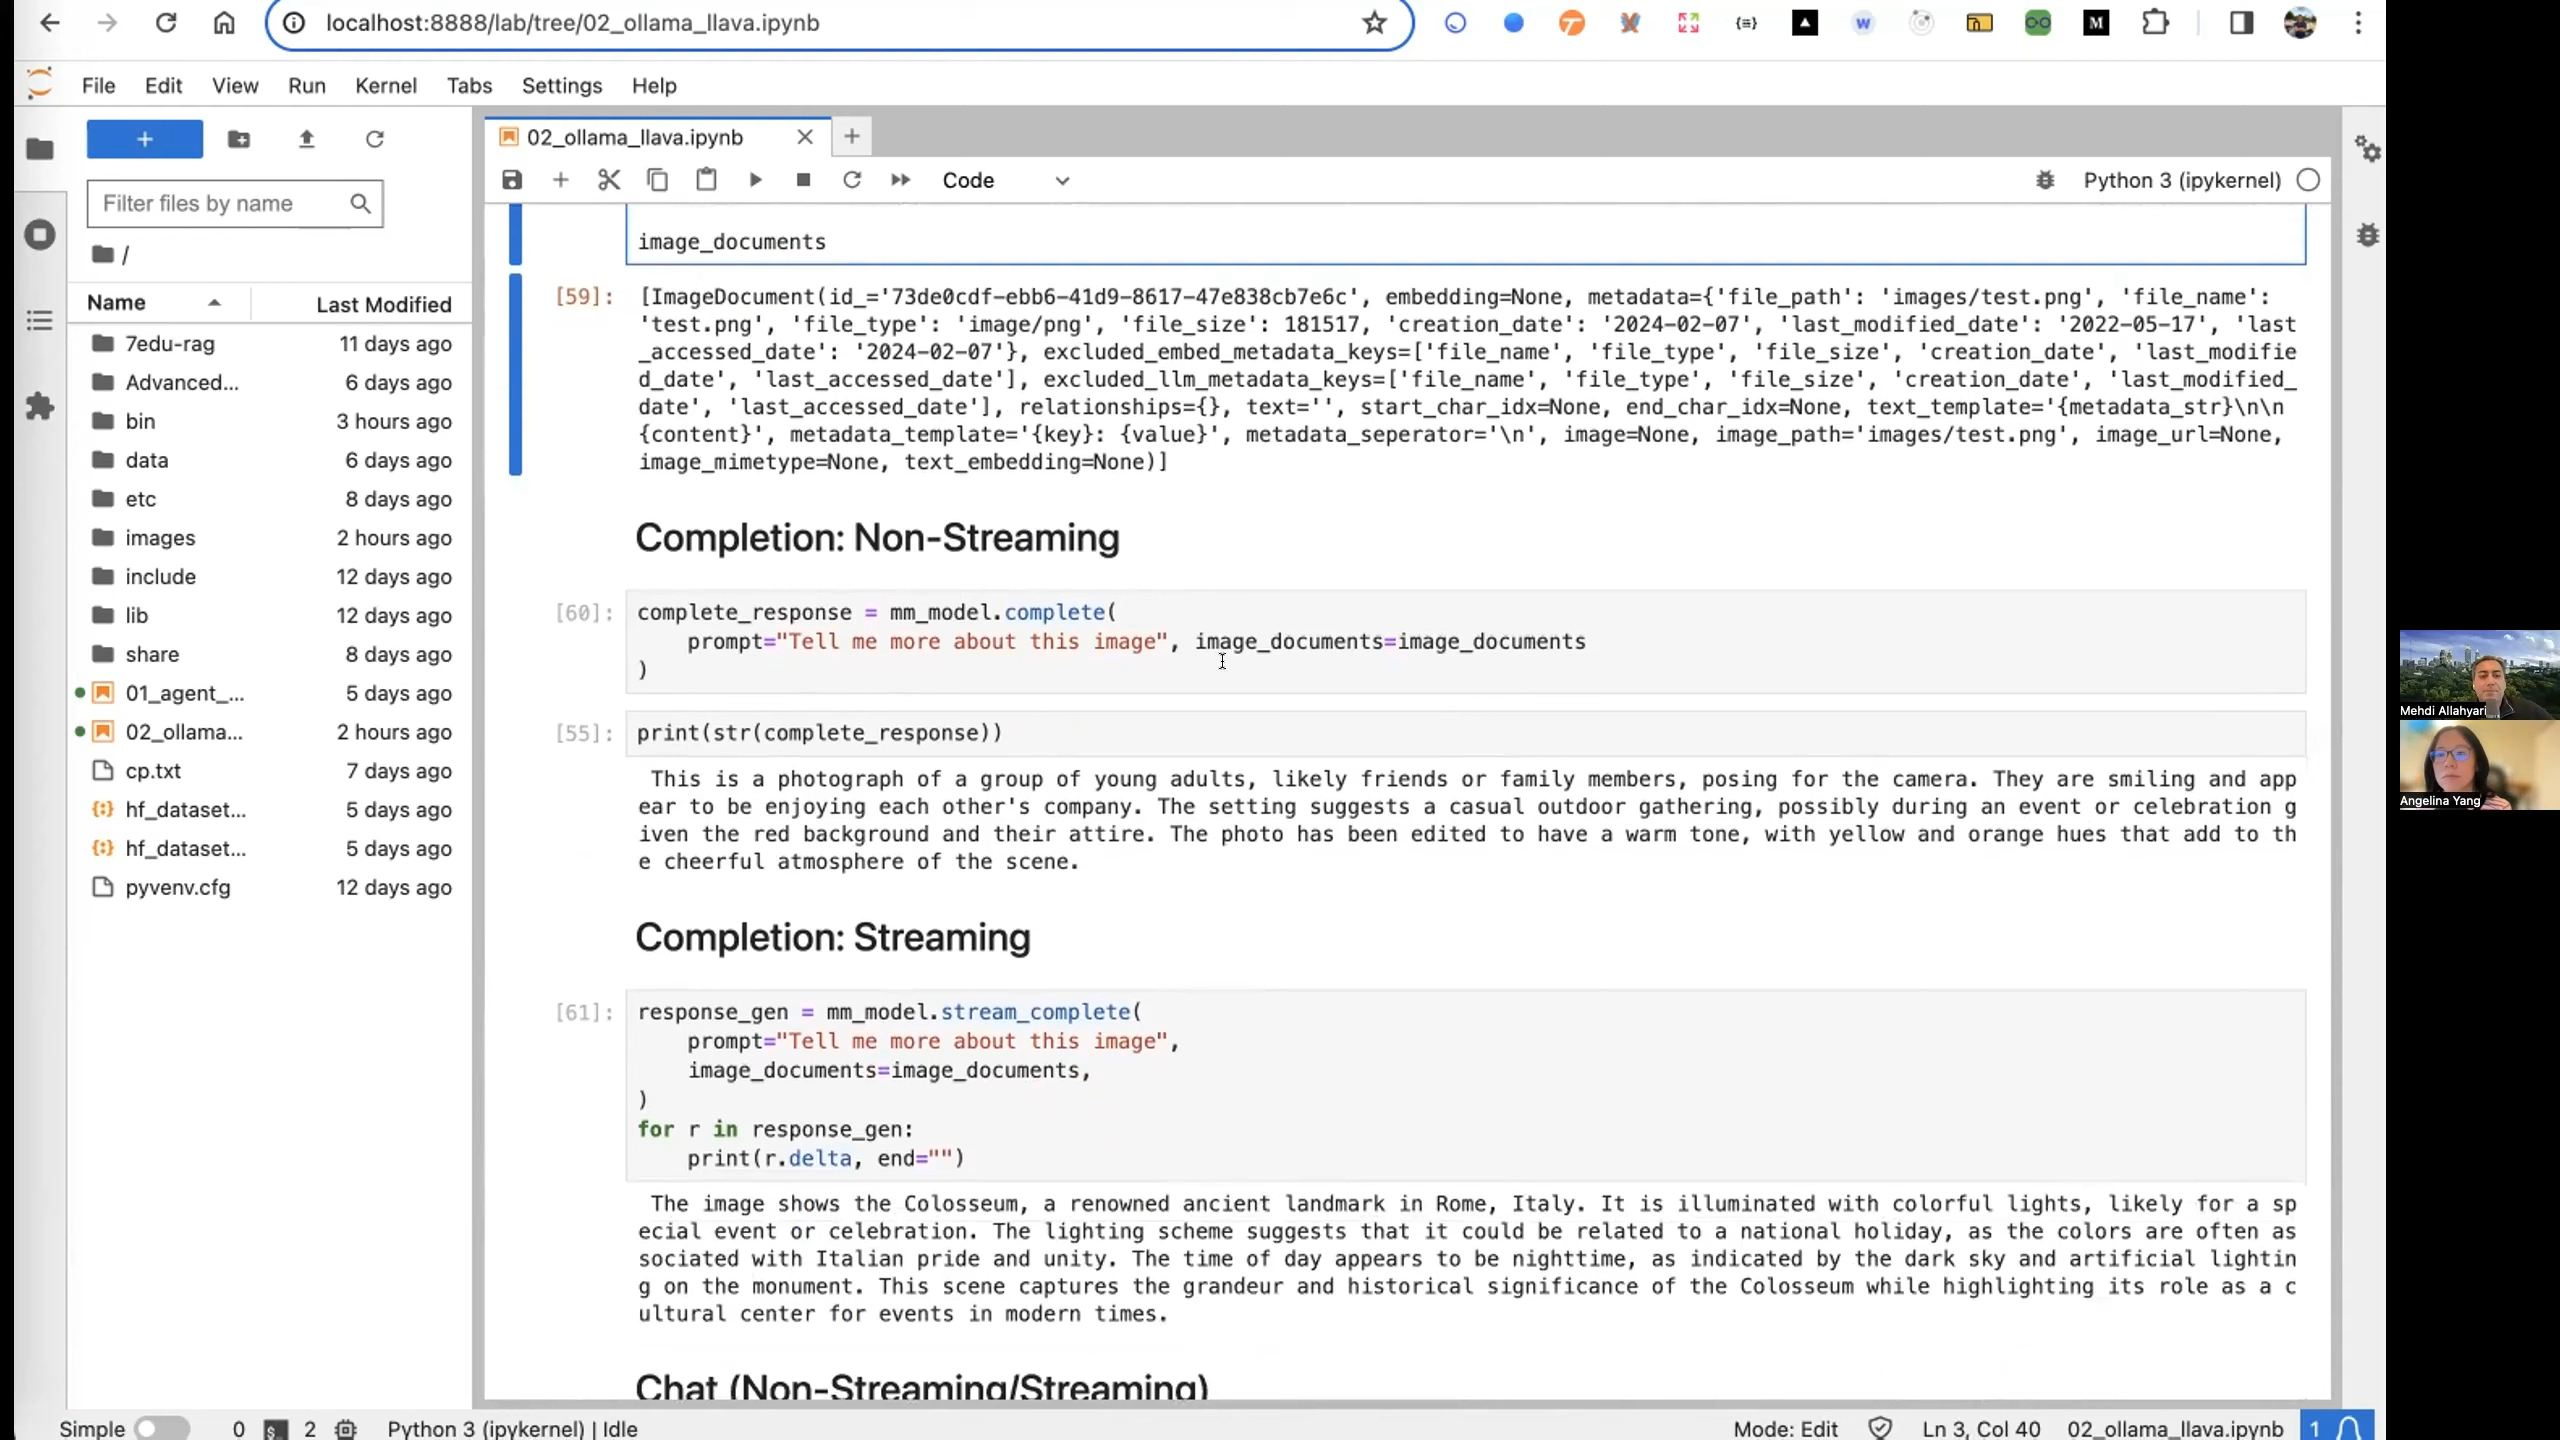 localhost:8888/lab/tree/02_ollama_llava.ipynb
File Edit View Run Kernel Tabs Settings Help
Filter files by name
/
Name Last Modified
7edu-rag 11 days ago
Advanced... 6 days ago
bin 3 hours ago
data 6 days ago
etc 8 days ago
images 2 hours ago
include 12 days ago
lib 12 days ago
share 8 days ago
01_agent_... 5 days ago
02_ollama... 2 hours ago
cp.txt 7 days ago
hf_dataset... 5 days ago
hf_dataset... 5 days ago
pyvenv.cfg 12 days ago
02_ollama_llava.ipynb
Code
Python 3 (ipykernel)
image_documents
[59]: [ImageDocument(id_='73de0cdf-ebb6-41d9-8617-47e838cb7e6c', embedding=None, metadata={'file_path': 'images/test.png', 'file_name':
'test.png', 'file_type': 'image/png', 'file_size': 181517, 'creation_date': '2024-02-07', 'last_modified_date': '2022-05-17', 'last
_accessed_date': '2024-02-07'}, excluded_embed_metadata_keys=['file_name', 'file_type', 'file_size', 'creation_date', 'last_modifie
d_date', 'last_accessed_date'], excluded_llm_metadata_keys=['file_name', 'file_type', 'file_size', 'creation_date', 'last_modified_
date', 'last_accessed_date'], relationships={}, text='', start_char_idx=None, end_char_idx=None, text_template='{metadata_str}\n\n
{content}', metadata_template='{key}: {value}', metadata_seperator='\n', image=None, image_path='images/test.png', image_url=None,
image_mimetype=None, text_embedding=None)]
Completion: Non-Streaming
[60]: complete_response = mm_model.complete(
prompt="Tell me more about this image", image_documents=image_documents
)
[55]: print(str(complete_response))
This is a photograph of a group of young adults, likely friends or family members, posing for the camera. They are smiling and app
ear to be enjoying each other's company. The setting suggests a casual outdoor gathering, possibly during an event or celebration g
iven the red background and their attire. The photo has been edited to have a warm tone, with yellow and orange hues that add to th
e cheerful atmosphere of the scene.
Completion: Streaming
[61]: response_gen = mm_model.stream_complete(
prompt="Tell me more about this image",
image_documents=image_documents,
)
for r in response_gen:
print(r.delta, end="")
The image shows the Colosseum, a renowned ancient landmark in Rome, Italy. It is illuminated with colorful lights, likely for a sp
ecial event or celebration. The lighting scheme suggests that it could be related to a national holiday, as the colors are often as
sociated with Italian pride and unity. The time of day appears to be nighttime, as indicated by the dark sky and artificial lightin
g on the monument. This scene captures the grandeur and historical significance of the Colosseum while highlighting its role as a c
ultural center for events in modern times.
Chat (Non-Streaming/Streaming)
Simple 0 2 Python 3 (ipykernel) | Idle Mode: Edit Ln 3, Col 40 02_ollama_llava.ipynb 1
Mehdi Allahyari
Angelina Yang